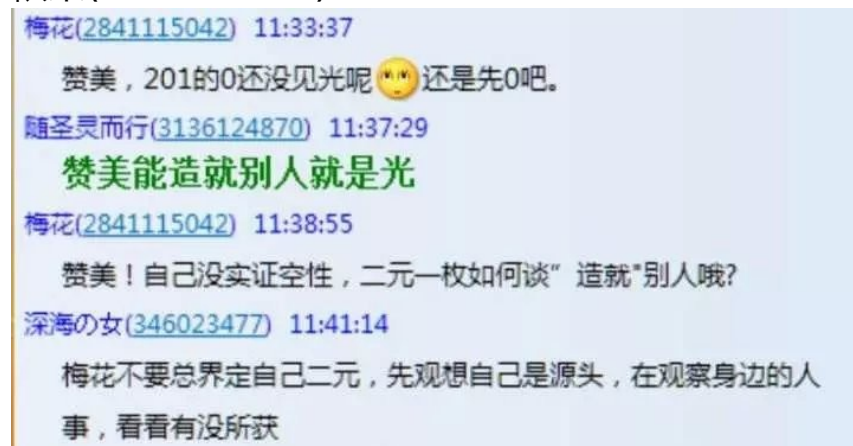 梅花(2841115042) 11:33:37
赞美，201的0还没见光呢还是先0吧。
随圣灵而行(3136124870) 11:37:29
赞美能造就别人就是光
梅花(2841115042) 11:38:55
赞美！自己没实证空性，二元一枚如何谈”造就"别人哦?
深海の女(346023477) 11:41:14
梅花不要总界定自己二元，先观想自己是源头，在观察身边的人
事，看看有没所获